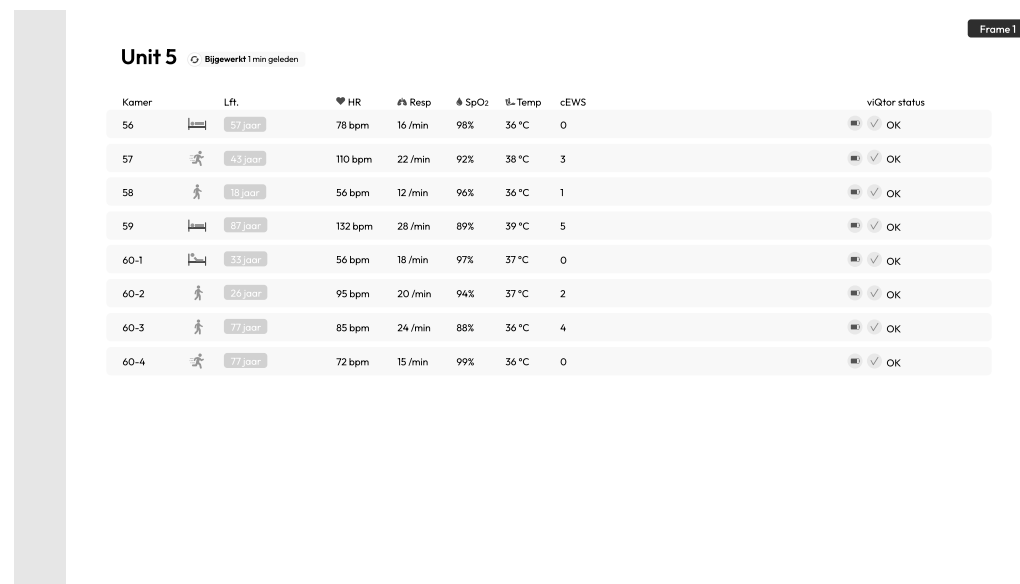 Frame 1
Unit 5 Bijgewerkt 1 min geleden
Kamer Lft. HR Resp SpO2 Temp cEWS viQtor status
56 57 jaar 78 bpm 16 /min 98% 36 °C 0 OK
57 43 jaar 110 bpm 22 /min 92% 38 °C 3 OK
58 18 jaar 56 bpm 12 /min 96% 36 °C 1 OK
59 87 jaar 132 bpm 28 /min 89% 39 °C 5 OK
60-1 33 jaar 56 bpm 18 /min 97% 37 °C 0 OK
60-2 26 jaar 95 bpm 20 /min 94% 37 °C 2 OK
60-3 77 jaar 85 bpm 24 /min 88% 36 °C 4 OK
60-4 77 jaar 72 bpm 15 /min 99% 36 °C 0 OK